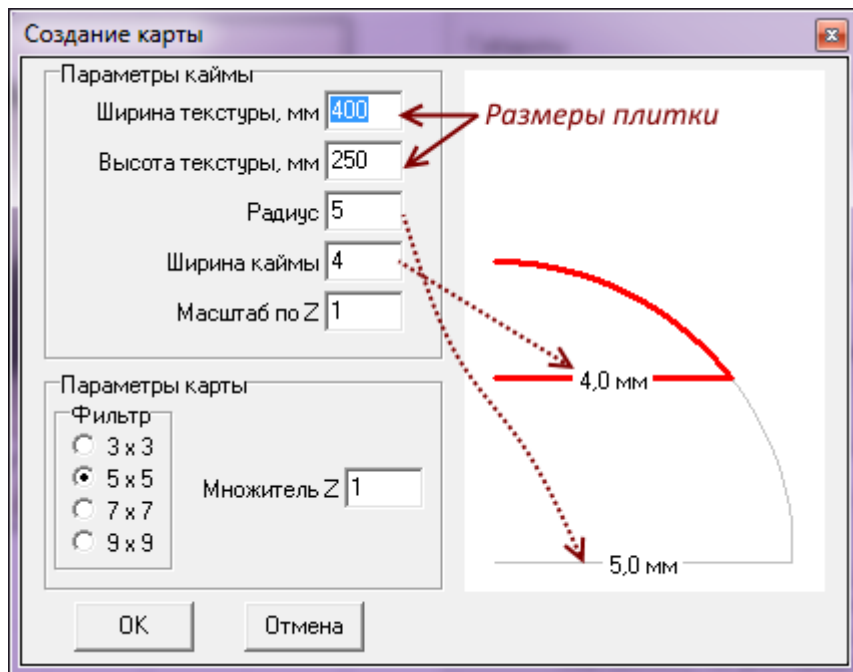 Создание карты
Параметры каймы
Ширина текстуры, мм 400
Размеры плитки
Высота текстуры, мм 250
Радиус 5
Ширина каймы 4
Масштаб по Z 1
4,0 мм
Параметры карты
Фильтр
3 x 3
5 x 5
7 x 7
9 x 9
Множитель Z 1
5,0 мм
OK
Отмена